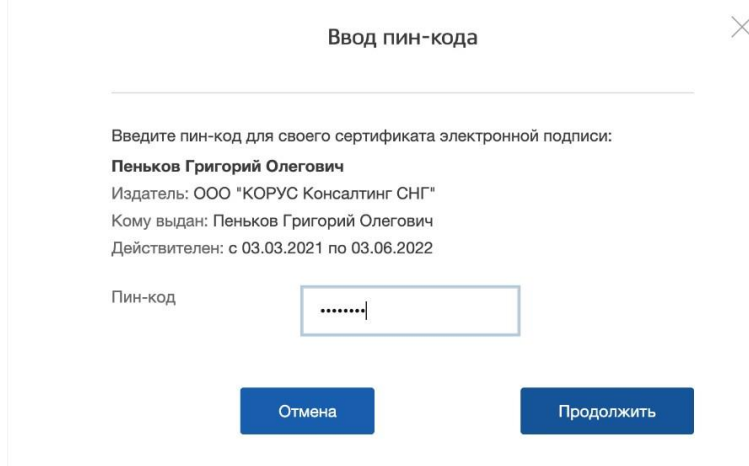 Ввод пин-кода
Введите пин-код для своего сертификата электронной подписи:
Пеньков Григорий Олегович
Издатель: ООО "КОРУС Консалтинг СНГ"
Кому выдан: Пеньков Григорий Олегович
Действителен: с 03.03.2021 по 03.06.2022
Пин-код
••••••••
Отмена
Продолжить